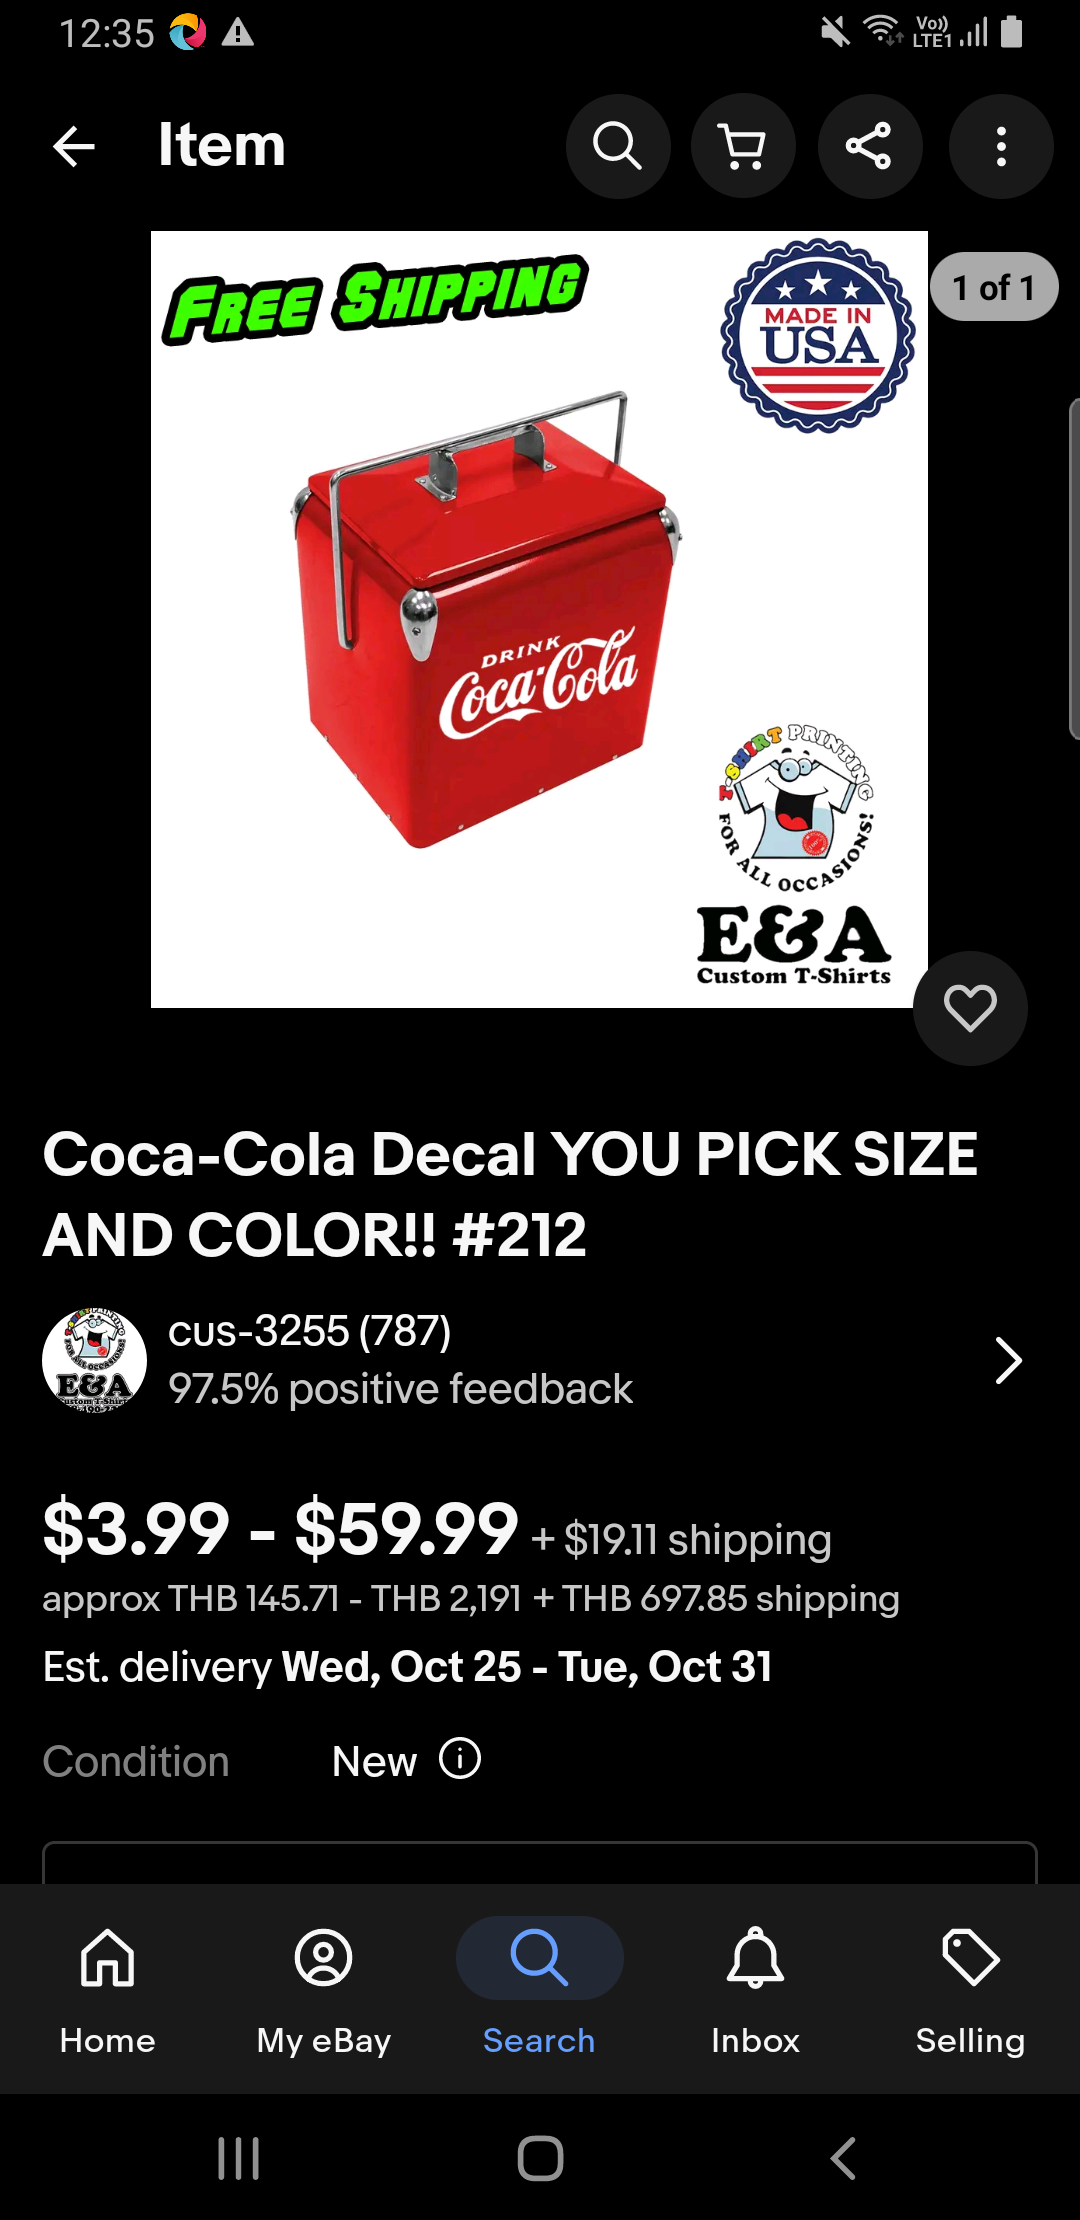 12:35
Vo))
LTE1
Item
1 of 1
FREE SHIPPING
MADE IN
USA
DRINK
Coca-Cola
T-SHIRT PRINTING
FOR ALL OCCASIONS!
E&A
Custom T-Shirts
Coca-Cola Decal YOU PICK SIZE
AND COLOR!! #212
cus-3255 (787)
97.5% positive feedback
$3.99 - $59.99 + $19.11 shipping
approx THB 145.71 - THB 2,191 + THB 697.85 shipping
Est. delivery Wed, Oct 25 - Tue, Oct 31
Condition New
Home My eBay Search Inbox Selling